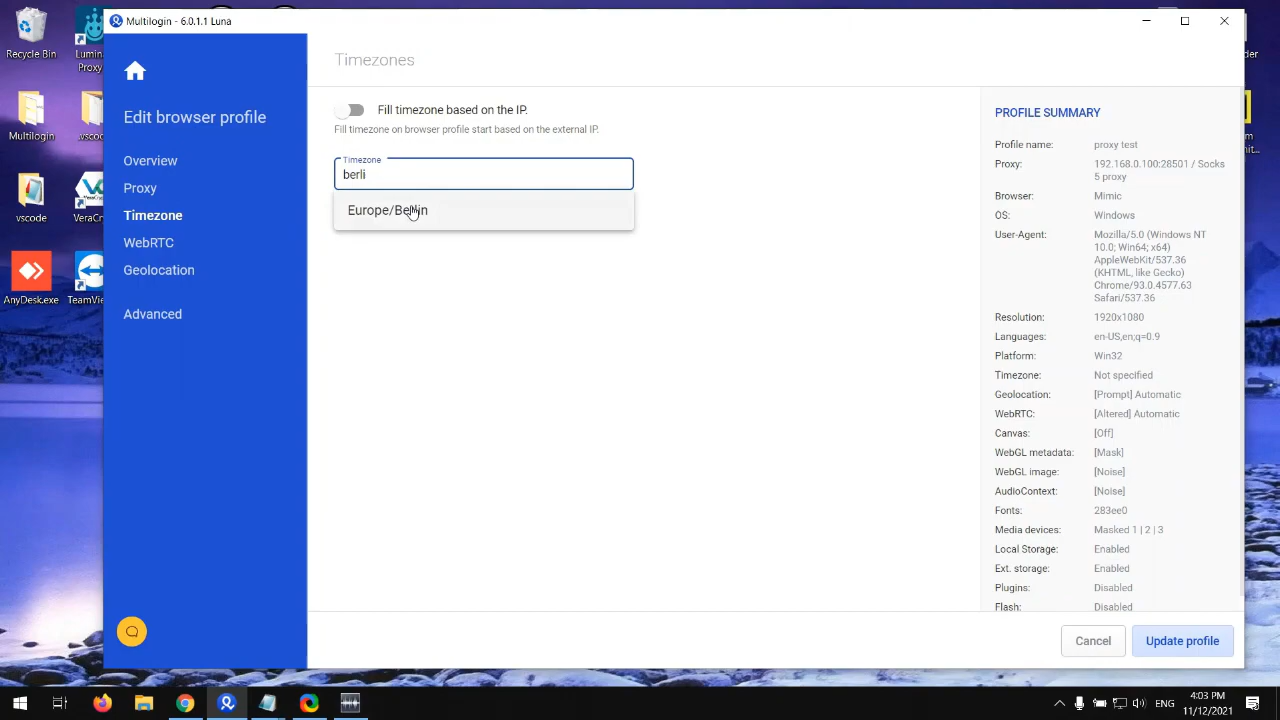 Recycle Bin
Multilogin
vscode
VeraCrypt
AnyDesk.exe
Multilogin - 6.0.1.1 Luna
Edit browser profile
Overview
Proxy
Timezone
WebRTC
Geolocation
Advanced
Timezones
Fill timezone based on the IP.
Fill timezone on browser profile start based on the external IP.
Timezone
berli
Europe/Berlin
PROFILE SUMMARY
Profile name: proxy test
Proxy: 192.168.0.100:28501 / Socks
5 proxy
Browser: Mimic
OS: Windows
User-Agent: Mozilla/5.0 (Windows NT
10.0; Win64; x64)
AppleWebKit/537.36
(KHTML, like Gecko)
Chrome/93.0.4577.63
Safari/537.36
Resolution: 1920x1080
Languages: en-US,en;q=0.9
Platform: Win32
Timezone: Not specified
Geolocation: [Prompt] Automatic
WebRTC: [Altered] Automatic
Canvas: [Off]
WebGL metadata: [Mask]
WebGL image: [Noise]
AudioContext: [Noise]
Fonts: 283ee0
Media devices: Masked 1 | 2 | 3
Local Storage: Enabled
Ext. storage: Enabled
Plugins: Disabled
Flash: Disabled
Cancel
Update profile
ENG
4:03 PM
11/12/2021